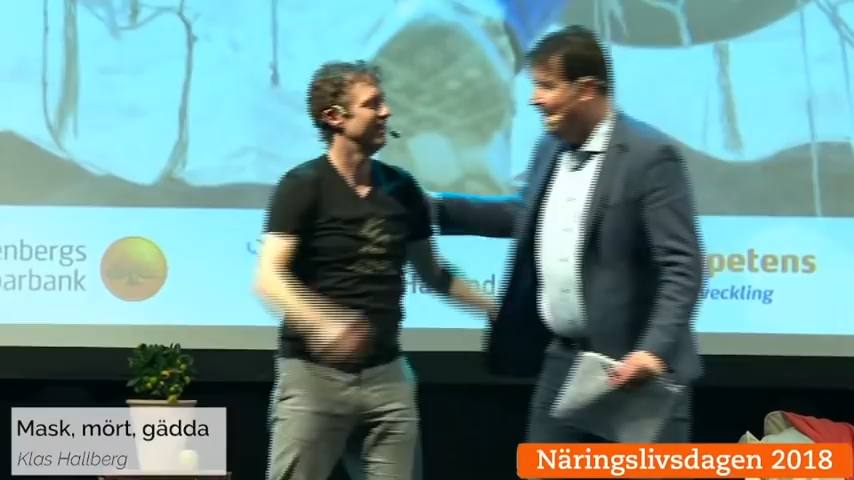 enbergs
parbank
petens
veckling
Mask, mört, gädda
Klas Hallberg
Näringslivsdagen 2018